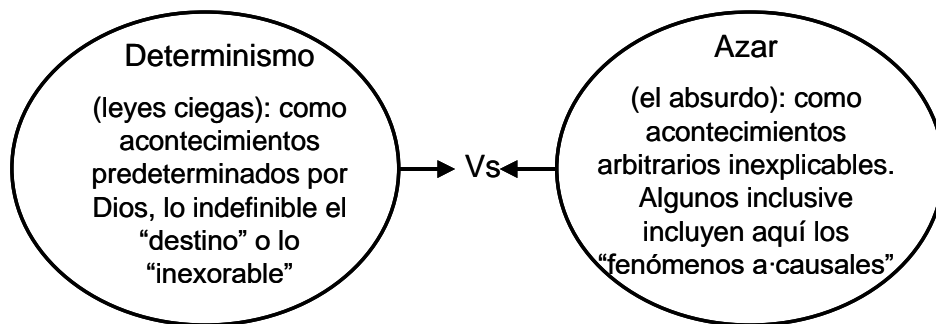 Determinismo
(leyes ciegas): como
acontecimientos
predeterminados por
Dios, lo indefinible el
“destino” o lo
“inexorable”
Vs
Azar
(el absurdo): como
acontecimientos
arbitrarios inexplicables.
Algunos inclusive
incluyen aquí los
“fenómenos a·causales”